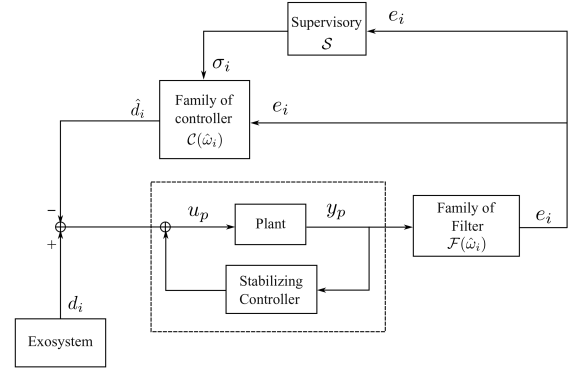 Supervisory
𝒮
e_i
σ_i
d̂_i
Family of
controller
𝒞(ω̂_i)
e_i
−
+
u_p
Plant
y_p
Family of
Filter
ℱ(ω̂_i)
e_i
Stabilizing
Controller
d_i
Exosystem